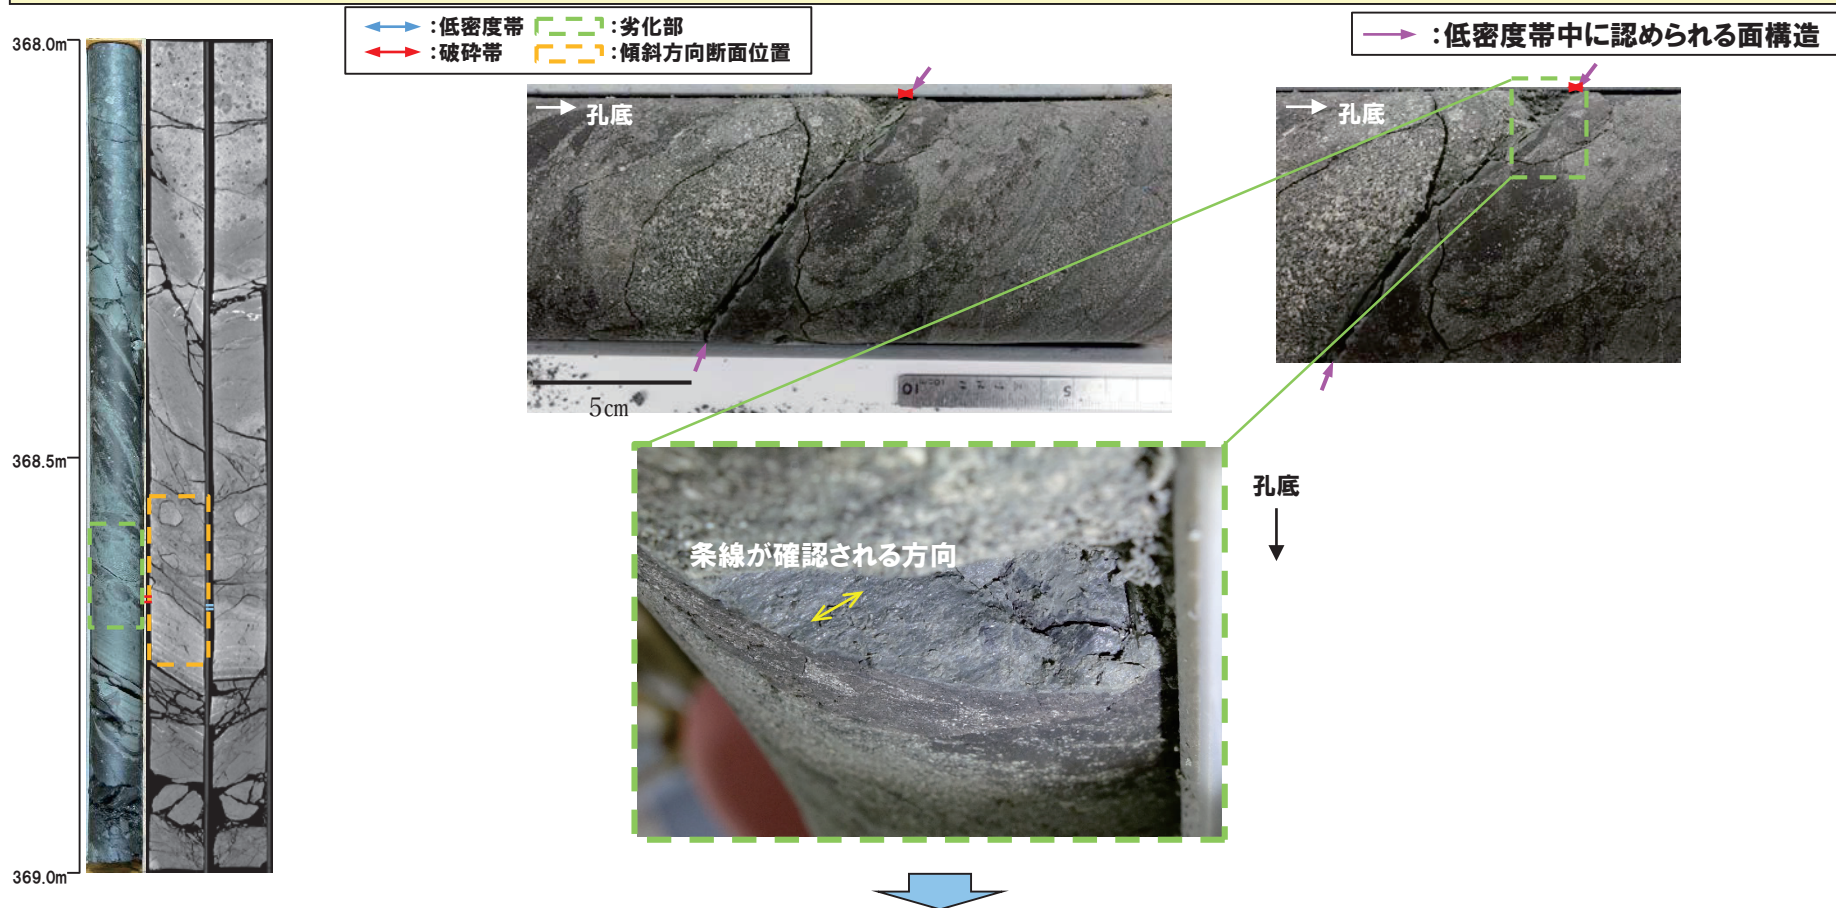 :低密度帯
:劣化部
:破砕帯
:傾斜方向断面位置
:低密度帯中に認められる面構造
368.0m
368.5m
369.0m
孔底
孔底
5cm
10
5
条線が確認される方向
孔底